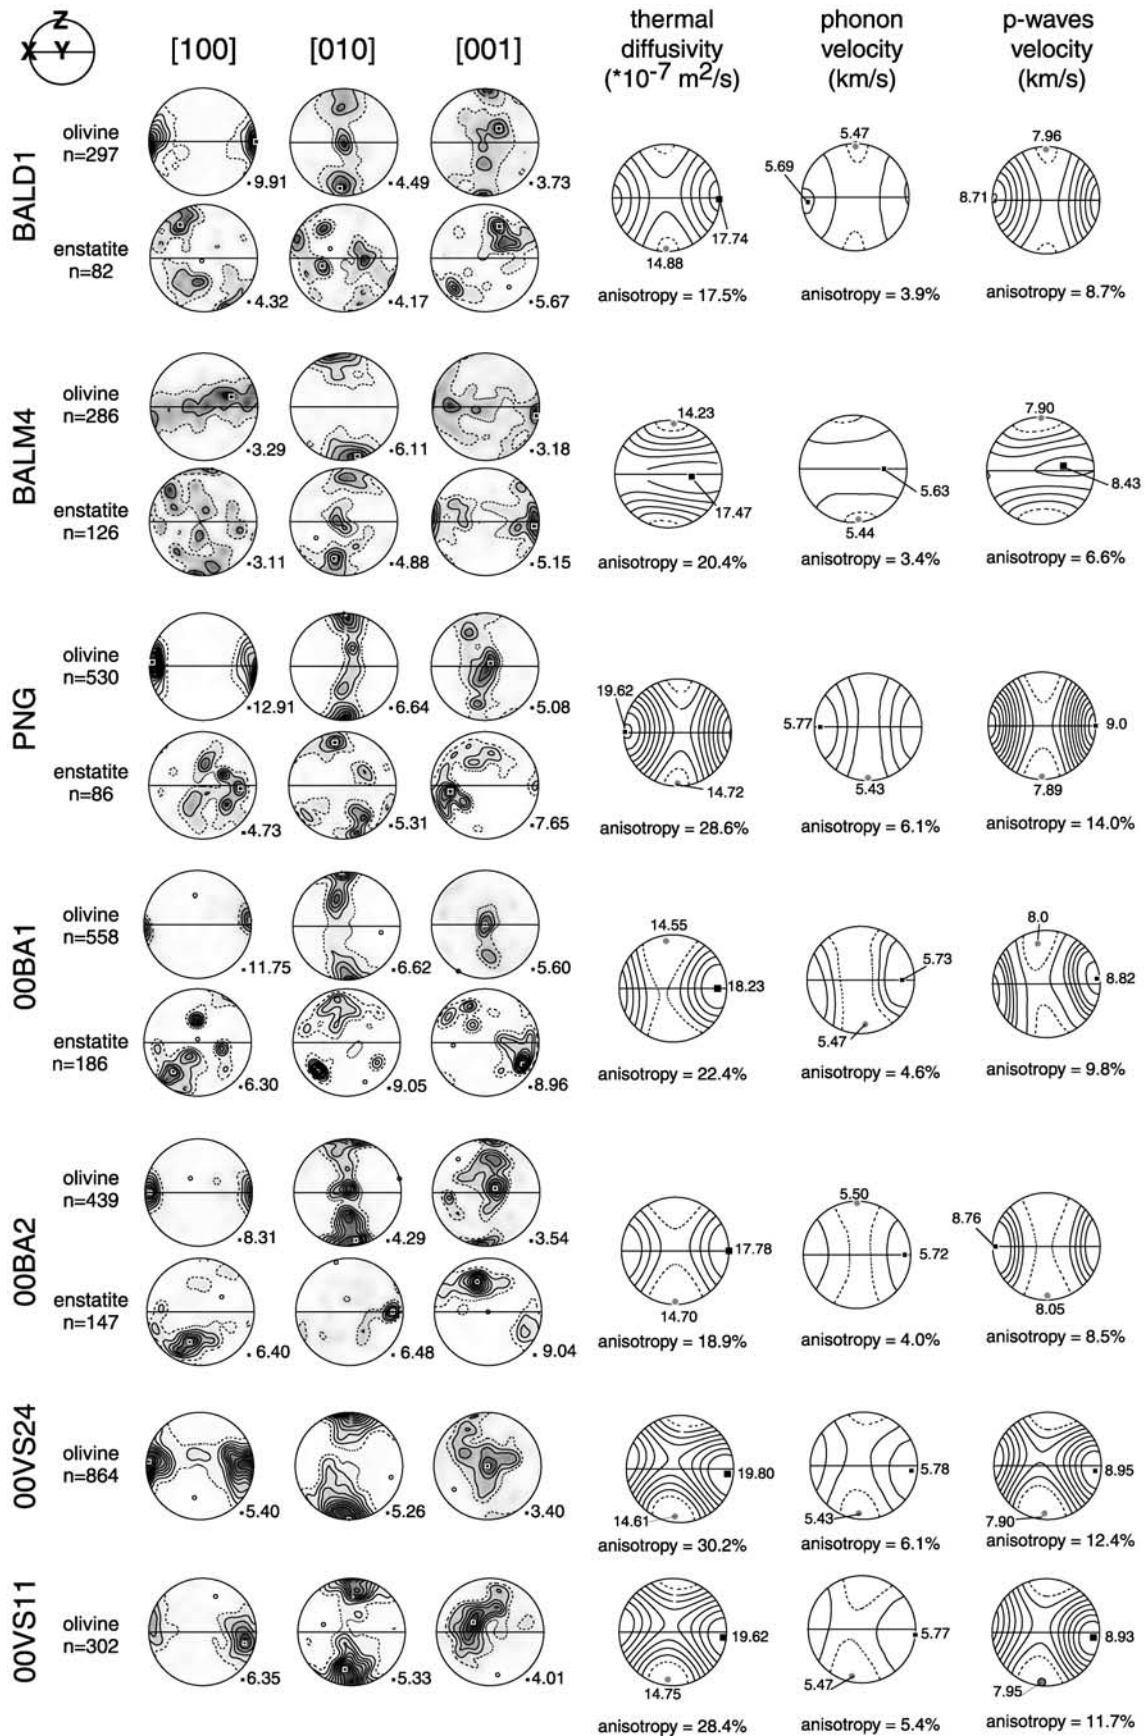 Z
X Y
[100] [010] [001]
thermal diffusivity (*10-7 m2/s)
phonon velocity (km/s)
p-waves velocity (km/s)
BALD1
olivine n=297
9.91 4.49 3.73
17.74 14.88
5.47 5.69
7.96 8.71
enstatite n=82
4.32 4.17 5.67
anisotropy = 17.5% anisotropy = 3.9% anisotropy = 8.7%
BALM4
olivine n=286
3.29 6.11 3.18
14.23 17.47
5.63 5.44
7.90 8.43
enstatite n=126
3.11 4.88 5.15
anisotropy = 20.4% anisotropy = 3.4% anisotropy = 6.6%
PNG
olivine n=530
12.91 6.64 5.08
19.62 14.72
5.77 5.43
9.0 7.89
enstatite n=86
4.73 5.31 7.65
anisotropy = 28.6% anisotropy = 6.1% anisotropy = 14.0%
00BA1
olivine n=558
11.75 6.62 5.60
14.55 18.23
5.73 5.47
8.0 8.82
enstatite n=186
6.30 9.05 8.96
anisotropy = 22.4% anisotropy = 4.6% anisotropy = 9.8%
00BA2
olivine n=439
8.31 4.29 3.54
17.78 14.70
5.50 5.72
8.76 8.05
enstatite n=147
6.40 6.48 9.04
anisotropy = 18.9% anisotropy = 4.0% anisotropy = 8.5%
00VS24
olivine n=864
5.40 5.26 3.40
19.80 14.61
5.78 5.43
8.95 7.90
anisotropy = 30.2% anisotropy = 6.1% anisotropy = 12.4%
00VS11
olivine n=302
6.35 5.33 4.01
19.62 14.75
5.77 5.47
8.93 7.95
anisotropy = 28.4% anisotropy = 5.4% anisotropy = 11.7%